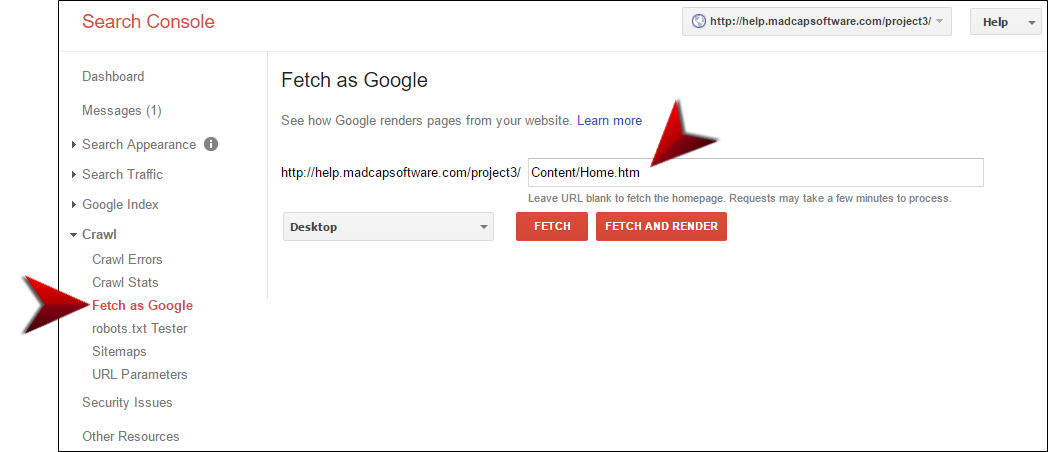 Search Console
http://help.madcapsoftware.com/project3/
Help
Dashboard
Messages (1)
Search Appearance
Search Traffic
Google Index
Crawl
Crawl Errors
Crawl Stats
Fetch as Google
robots.txt Tester
Sitemaps
URL Parameters
Security Issues
Other Resources
Fetch as Google
See how Google renders pages from your website. Learn more
http://help.madcapsoftware.com/project3/ Content/Home.htm
Leave URL blank to fetch the homepage. Requests may take a few minutes to process.
Desktop FETCH FETCH AND RENDER